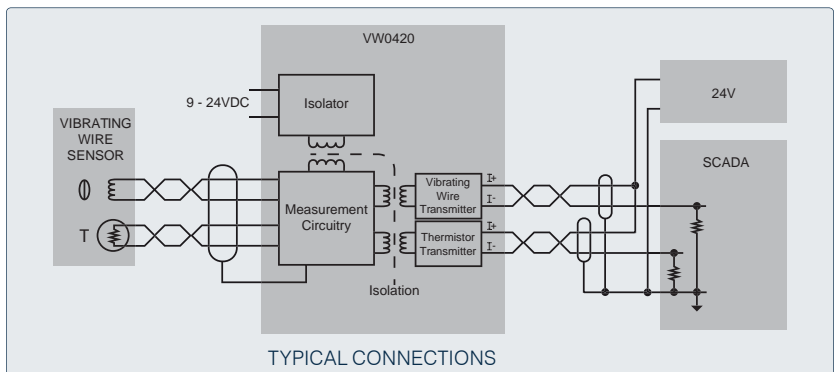 VW0420
9 - 24VDC
Isolator
24V
VIBRATING
WIRE
SENSOR
SCADA
Measurement
Circuitry
Vibrating
Wire
Transmitter
I+
I-
T
Thermistor
Transmitter
I+
I-
Isolation
TYPICAL CONNECTIONS